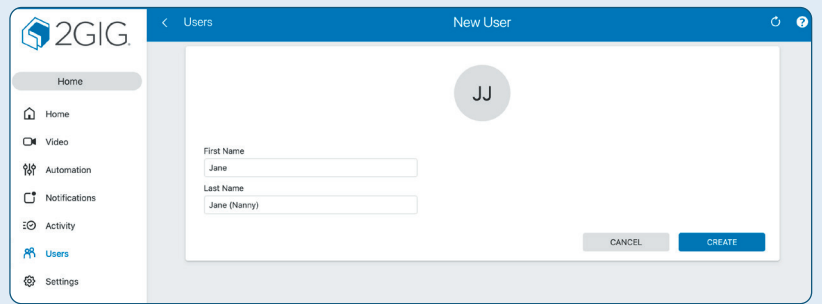 2GIG
Users
New User
?
Home
Home
Video
Automation
Notifications
Activity
Users
Settings
JJ
First Name
Jane
Last Name
Jane (Nanny)
CANCEL
CREATE